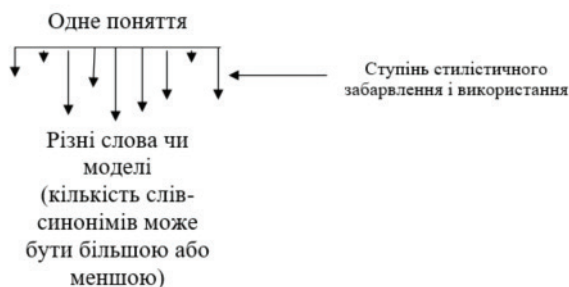 Одне поняття
Ступінь стилістичного
забарвлення і використання
Різні слова чи
моделі
(кількість слів-
синонімів може
бути більшою або
меншою)